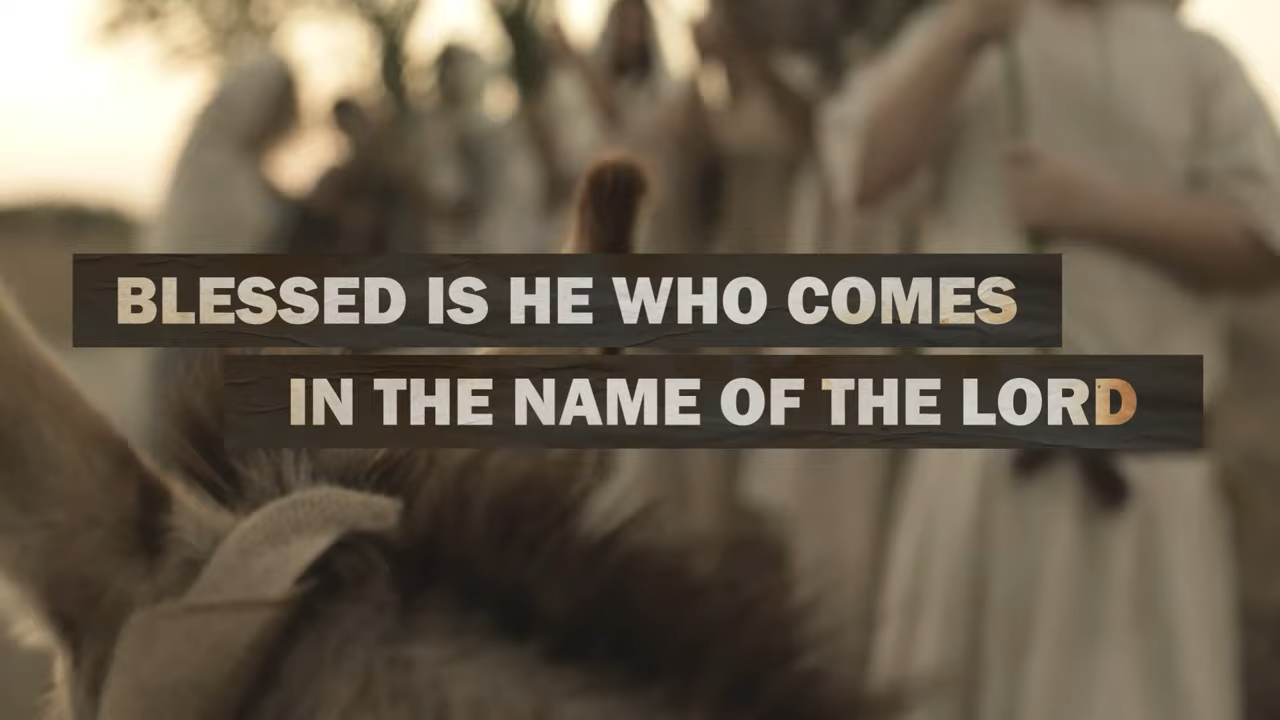 BLESSED IS HE WHO COMES
IN THE NAME OF THE LORD